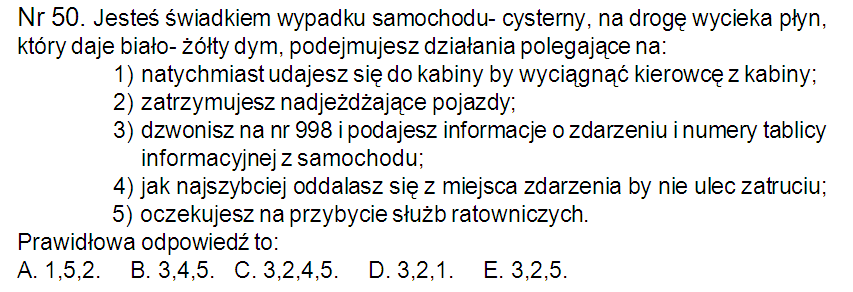 Nr 50. Jesteś świadkiem wypadku samochodu- cysterny, na drogę wycieka płyn,
który daje biało- żółty dym, podejmujesz działania polegające na:
1) natychmiast udajesz się do kabiny by wyciągnąć kierowcę z kabiny;
2) zatrzymujesz nadjeżdżające pojazdy;
3) dzwonisz na nr 998 i podajesz informacje o zdarzeniu i numery tablicy
informacyjnej z samochodu;
4) jak najszybciej oddalasz się z miejsca zdarzenia by nie ulec zatruciu;
5) oczekujesz na przybycie służb ratowniczych.
Prawidłowa odpowiedź to:
A. 1,5,2. B. 3,4,5. C. 3,2,4,5. D. 3,2,1. E. 3,2,5.